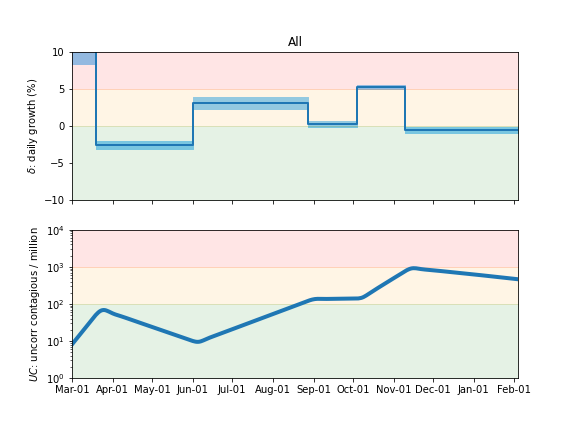 All
δ: daily growth (%)
10
5
0
−5
−10
UC: uncorr contagious / million
10⁴
10³
10²
10¹
10⁰
Mar-01 Apr-01 May-01 Jun-01 Jul-01 Aug-01 Sep-01 Oct-01 Nov-01 Dec-01 Jan-01 Feb-01